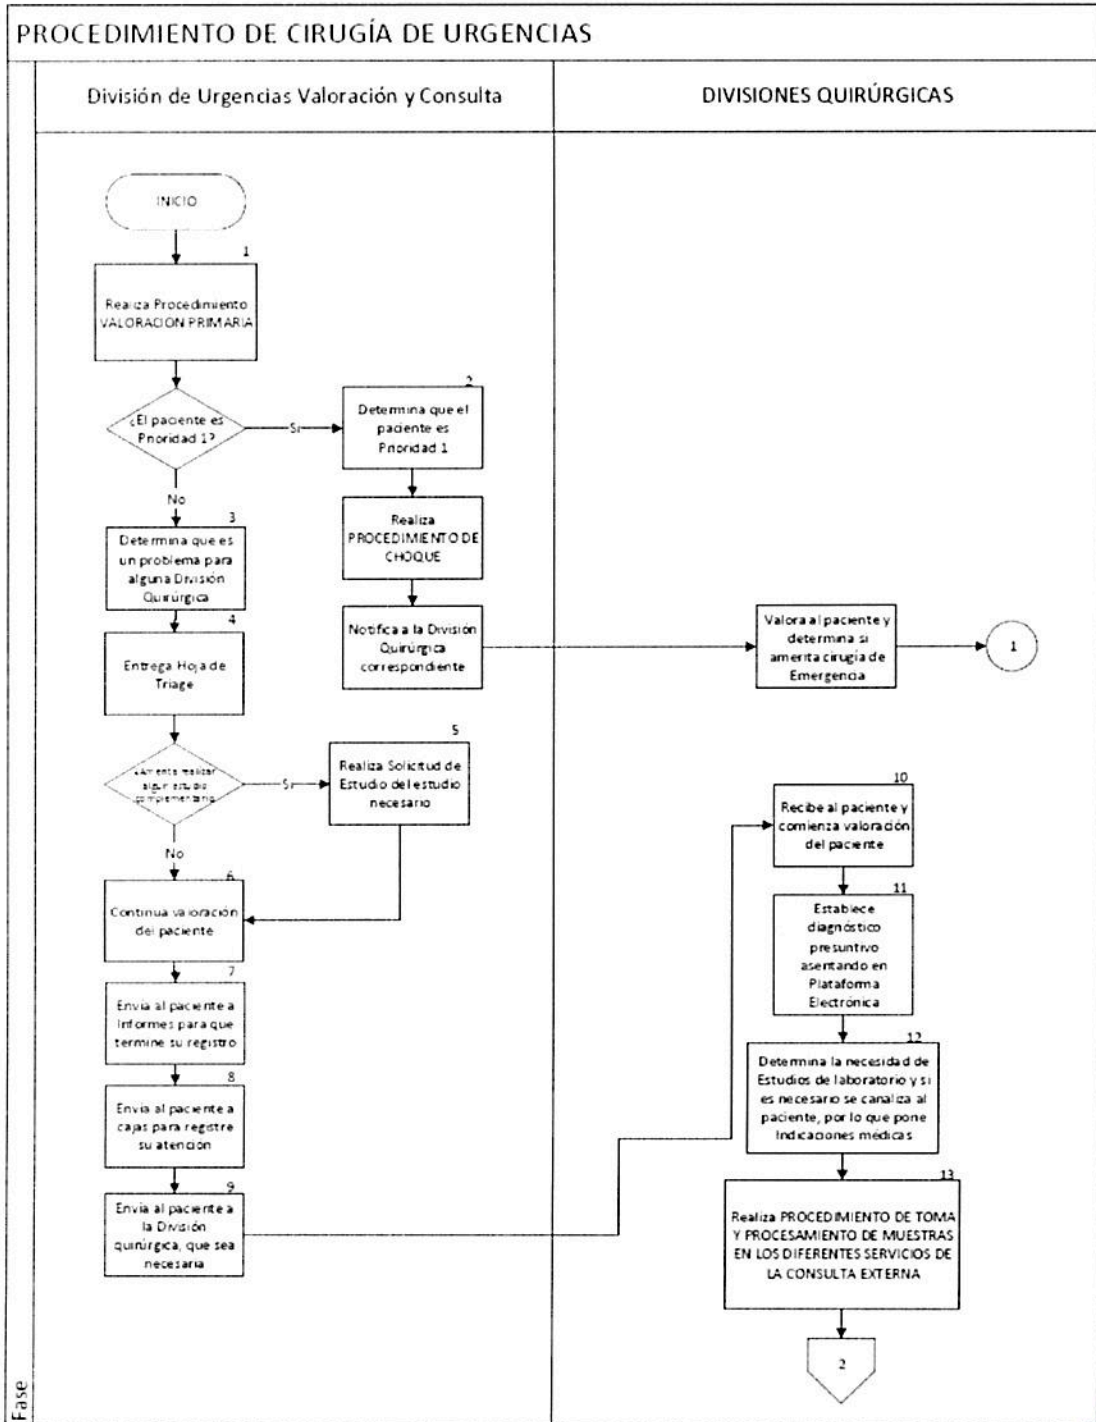 PROCEDIMIENTO DE CIRUGÍA DE URGENCIAS
División de Urgencias Valoración y Consulta
DIVISIONES QUIRÚRGICAS
INICIO
1
Realiza Procedimiento
VALORACION PRIMARIA
¿El paciente es
Prioridad 1?
Si
No
2
Determina que el
paciente es
Prioridad 1
Realiza
PROCEDIMIENTO DE
CHOQUE
Notifica a la División
Quirúrgica
correspondiente
Valora al paciente y
determina si
amerita cirugía de
Emergencia
1
3
Determina que es
un problema para
alguna División
Quirúrgica
4
Entrega Hoja de
Triage
¿Amerita realizar
algun estudio
complementario
Si
No
5
Realiza Solicitud de
Estudio del estudio
necesario
6
Continua valoración
del paciente
7
Envía al paciente a
Informes para que
termine su registro
8
Envía al paciente a
cajas para registre
su atención
9
Envía al paciente a
la División
quirúrgica, que sea
necesaria
10
Recibe al paciente y
comienza valoración
del paciente
11
Establece
diagnóstico
presuntivo
asentando en
Plataforma
Electrónica
12
Determina la necesidad de
Estudios de laboratorio y si
es necesario se canaliza al
paciente, por lo que pone
Indicaciones médicas
13
Realiza PROCEDIMIENTO DE TOMA
Y PROCESAMIENTO DE MUESTRAS
EN LOS DIFERENTES SERVICIOS DE
LA CONSULTA EXTERNA
2
Fase